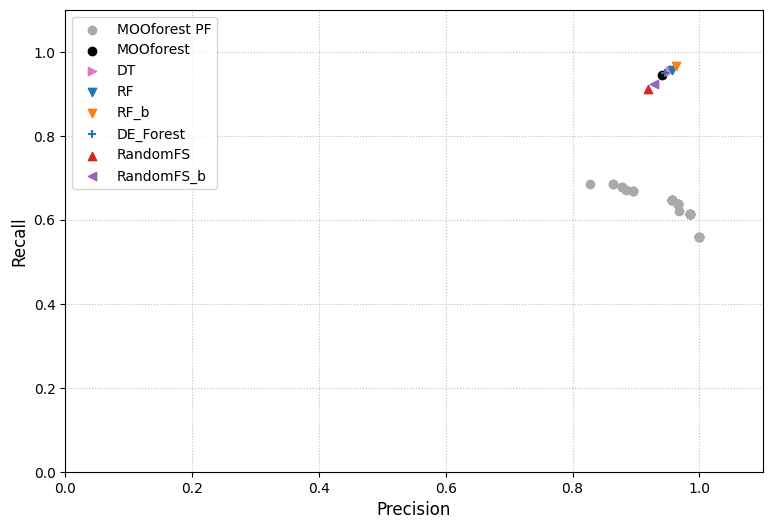 MOOforest PF
MOOforest
DT
RF
RF_b
DE_Forest
RandomFS
RandomFS_b
1.0
0.8
0.6
0.4
0.2
0.0
Recall
0.0 0.2 0.4 0.6 0.8 1.0
Precision